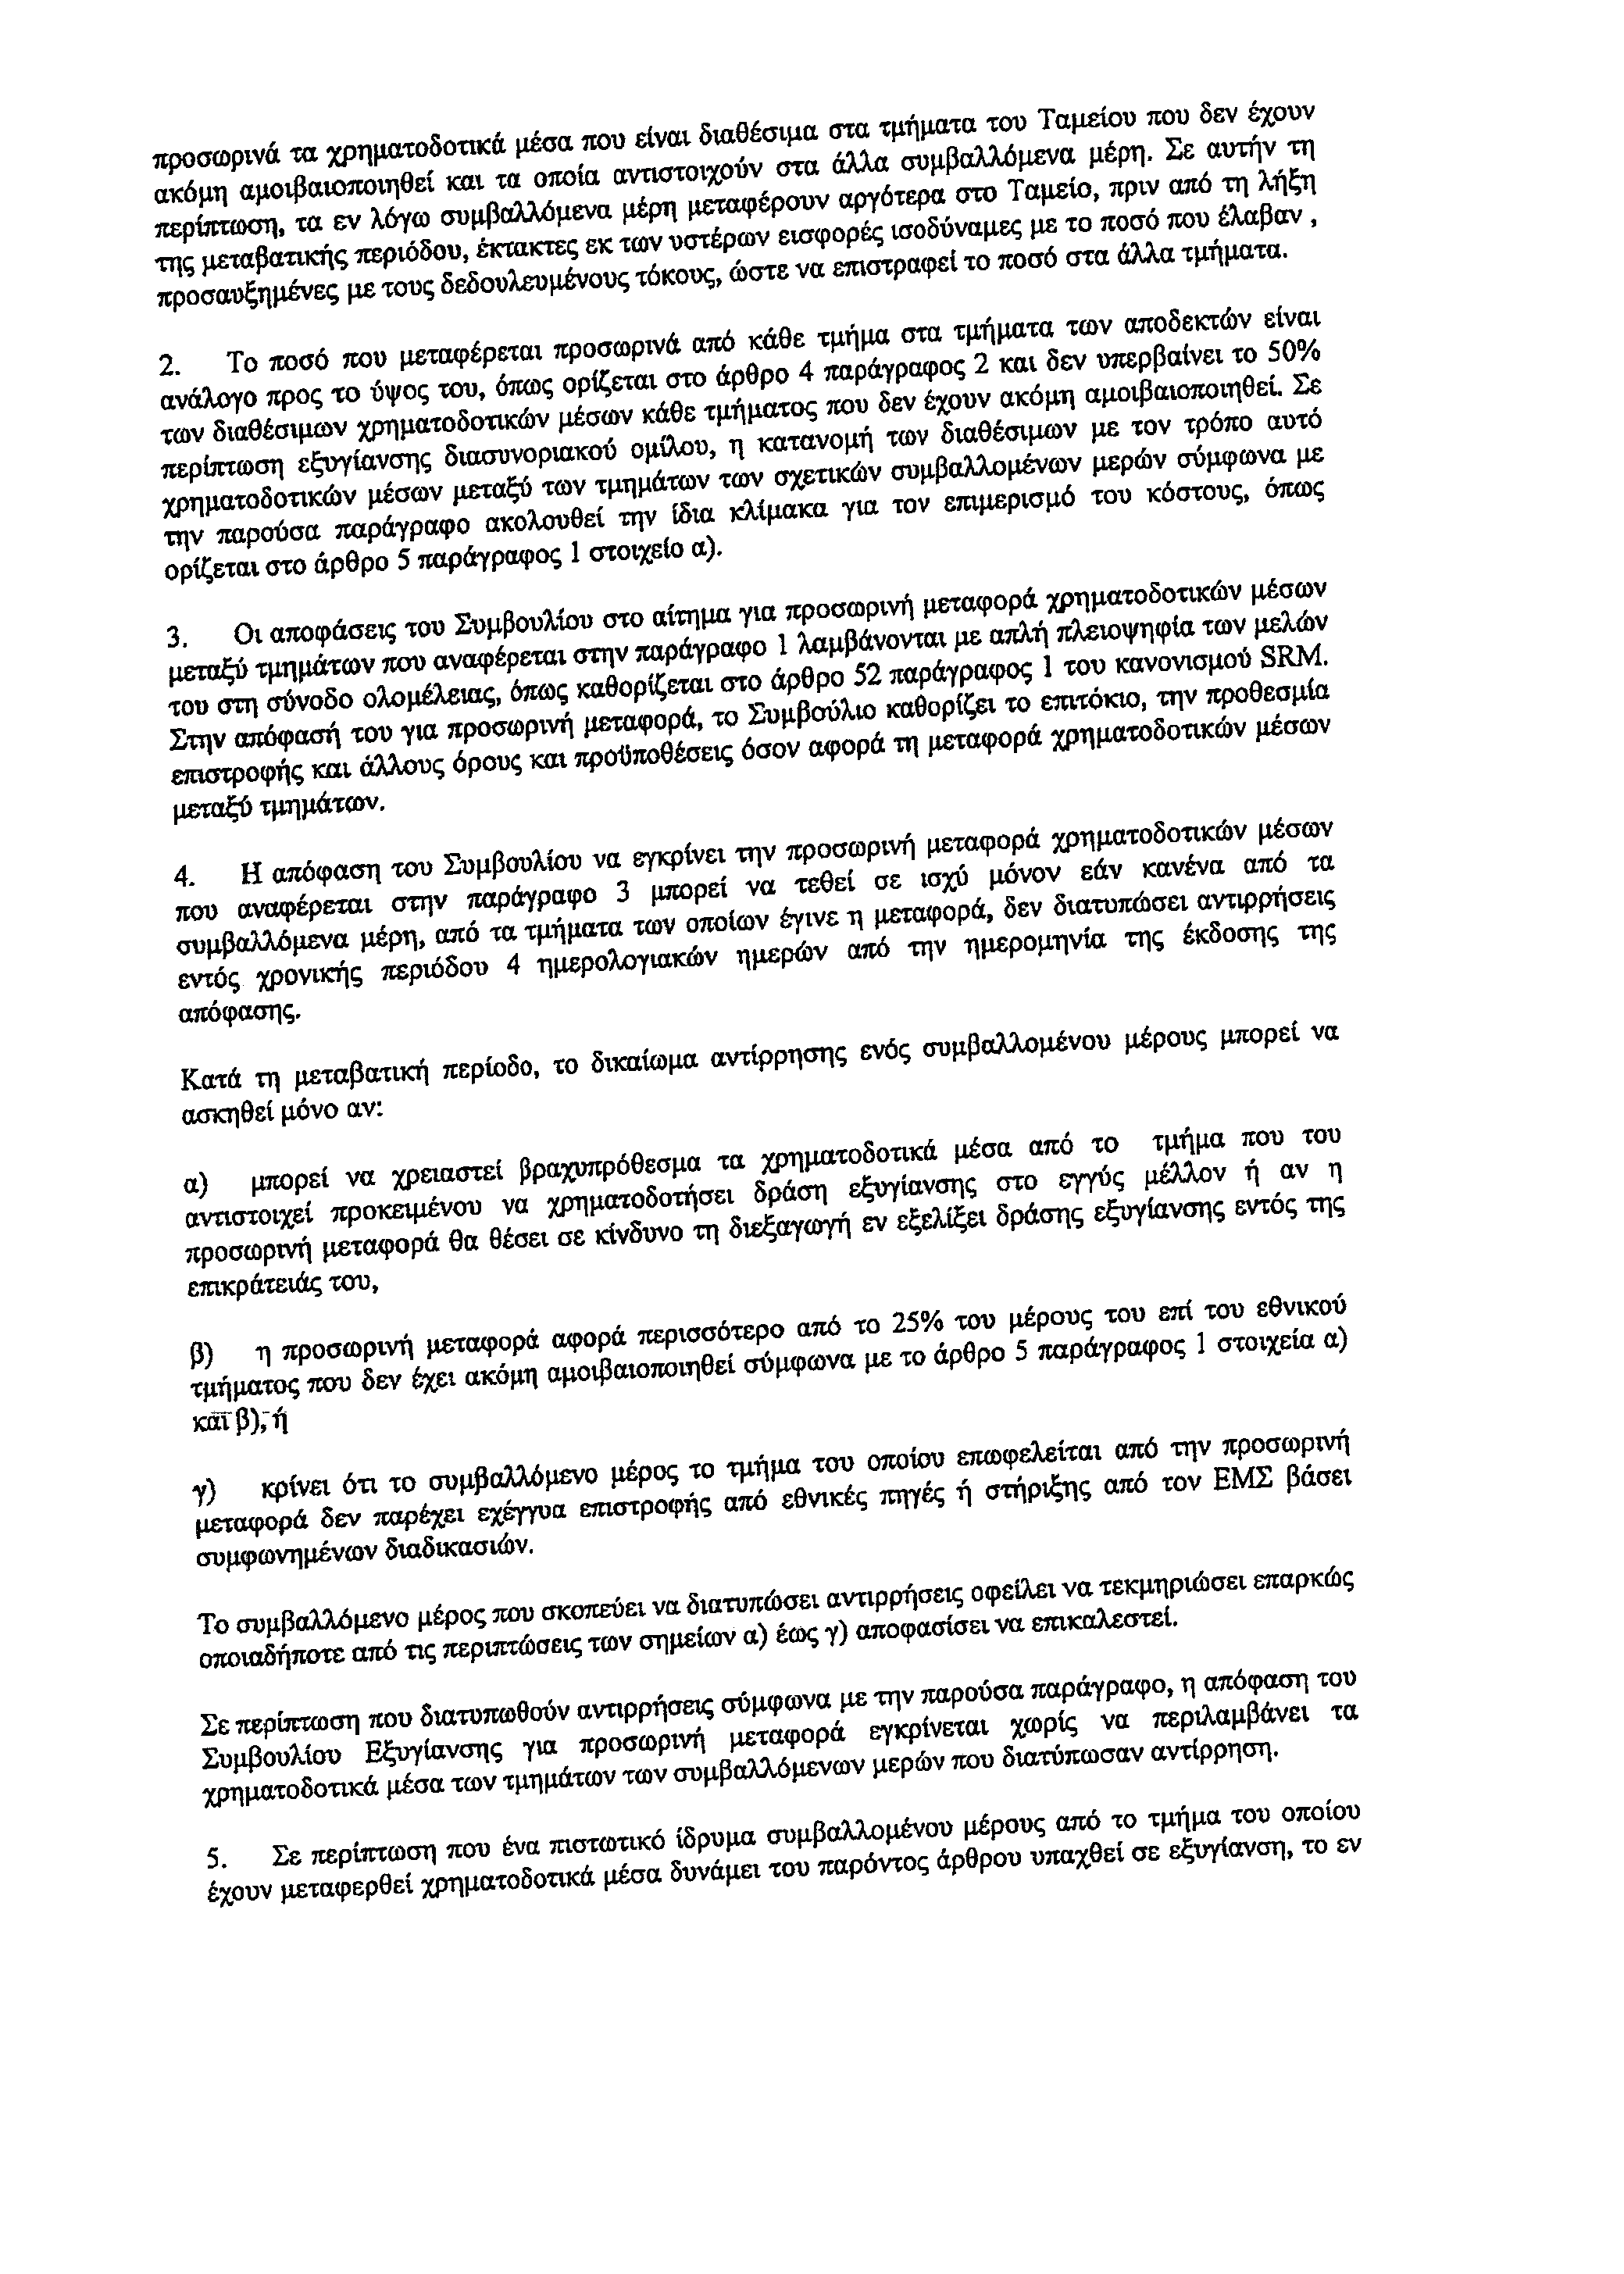 προσωρινά τα χρηματοδοτικά μέσα που είναι διαθέσιμα στα τμήματα του Ταμείου που δεν έχουν
ακόμη αμοιβαιοποιηθεί και τα οποία αντιστοιχούν στα άλλα συμβαλλόμενα μέρη. Σε αυτήν τη
περίπτωση, τα εν λόγω συμβαλλόμενα μέρη μεταφέρουν αργότερα στο Ταμείο, πριν από τη λήξη
της μεταβατικής περιόδου, έκτακτες εκ των υστέρων εισφορές ισοδύναμες με το ποσό που έλαβαν ,
προσαυξημένες με τους δεδουλευμένους τόκους, ώστε να επιστραφεί το ποσό στα άλλα τμήματα.
2. Το ποσό που μεταφέρεται προσωρινά από κάθε τμήμα στα τμήματα των αποδεκτών είναι
ανάλογο προς το ύψος του, όπως ορίζεται στο άρθρο 4 παράγραφος 2 και δεν υπερβαίνει το 50%
των διαθέσιμων χρηματοδοτικών μέσων κάθε τμήματος που δεν έχουν ακόμη αμοιβαιοποιηθεί. Σε
περίπτωση εξυγίανσης διασυνοριακού ομίλου, η κατανομή των διαθέσιμων με τον τρόπο αυτό
χρηματοδοτικών μέσων μεταξύ των τμημάτων των σχετικών συμβαλλομένων μερών σύμφωνα με
την παρούσα παράγραφο ακολουθεί την ίδια κλίμακα για τον επιμερισμό του κόστους, όπως
ορίζεται στο άρθρο 5 παράγραφος 1 στοιχείο α).
3. Οι αποφάσεις του Συμβουλίου στο αίτημα για προσωρινή μεταφορά χρηματοδοτικών μέσων
μεταξύ τμημάτων που αναφέρεται στην παράγραφο 1 λαμβάνονται με απλή πλειοψηφία των μελών
του στη σύνοδο ολομέλειας, όπως καθορίζεται στο άρθρο 52 παράγραφος 1 του κανονισμού SRM.
Στην απόφασή του για προσωρινή μεταφορά, το Συμβούλιο καθορίζει το επιτόκιο, την προθεσμία
επιστροφής και άλλους όρους και προϋποθέσεις όσον αφορά τη μεταφορά χρηματοδοτικών μέσων
μεταξύ τμημάτων.
4. Η απόφαση του Συμβουλίου να εγκρίνει την προσωρινή μεταφορά χρηματοδοτικών μέσων
που αναφέρεται στην παράγραφο 3 μπορεί να τεθεί σε ισχύ μόνον εάν κανένα από τα
συμβαλλόμενα μέρη, από τα τμήματα των οποίων έγινε η μεταφορά, δεν διατυπώσει αντιρρήσεις
εντός χρονικής περιόδου 4 ημερολογιακών ημερών από την ημερομηνία της έκδοσης της
απόφασης.
Κατά τη μεταβατική περίοδο, το δικαίωμα αντίρρησης ενός συμβαλλομένου μέρους μπορεί να
ασκηθεί μόνο αν:
α) μπορεί να χρειαστεί βραχυπρόθεσμα τα χρηματοδοτικά μέσα από το τμήμα που του
αντιστοιχεί προκειμένου να χρηματοδοτήσει δράση εξυγίανσης στο εγγύς μέλλον ή αν η
προσωρινή μεταφορά θα θέσει σε κίνδυνο τη διεξαγωγή εν εξελίξει δράσης εξυγίανσης εντός της
επικράτειάς του,
β) η προσωρινή μεταφορά αφορά περισσότερο από το 25% του μέρους του επί του εθνικού
τμήματος που δεν έχει ακόμη αμοιβαιοποιηθεί σύμφωνα με το άρθρο 5 παράγραφος 1 στοιχεία α)
και β), ή
γ) κρίνει ότι το συμβαλλόμενο μέρος το τμήμα του οποίου επωφελείται από την προσωρινή
μεταφορά δεν παρέχει εχέγγυα επιστροφής από εθνικές πηγές ή στήριξης από τον ΕΜΣ βάσει
συμφωνημένων διαδικασιών.
Το συμβαλλόμενο μέρος που σκοπεύει να διατυπώσει αντιρρήσεις οφείλει να τεκμηριώσει επαρκώς
οποιαδήποτε από τις περιπτώσεις των σημείων α) έως γ) αποφασίσει να επικαλεστεί.
Σε περίπτωση που διατυπωθούν αντιρρήσεις σύμφωνα με την παρούσα παράγραφο, η απόφαση του
Συμβουλίου Εξυγίανσης για προσωρινή μεταφορά εγκρίνεται χωρίς να περιλαμβάνει τα
χρηματοδοτικά μέσα των τμημάτων των συμβαλλόμενων μερών που διατύπωσαν αντίρρηση.
5. Σε περίπτωση που ένα πιστωτικό ίδρυμα συμβαλλομένου μέρους από το τμήμα του οποίου
έχουν μεταφερθεί χρηματοδοτικά μέσα δυνάμει του παρόντος άρθρου υπαχθεί σε εξυγίανση, το εν